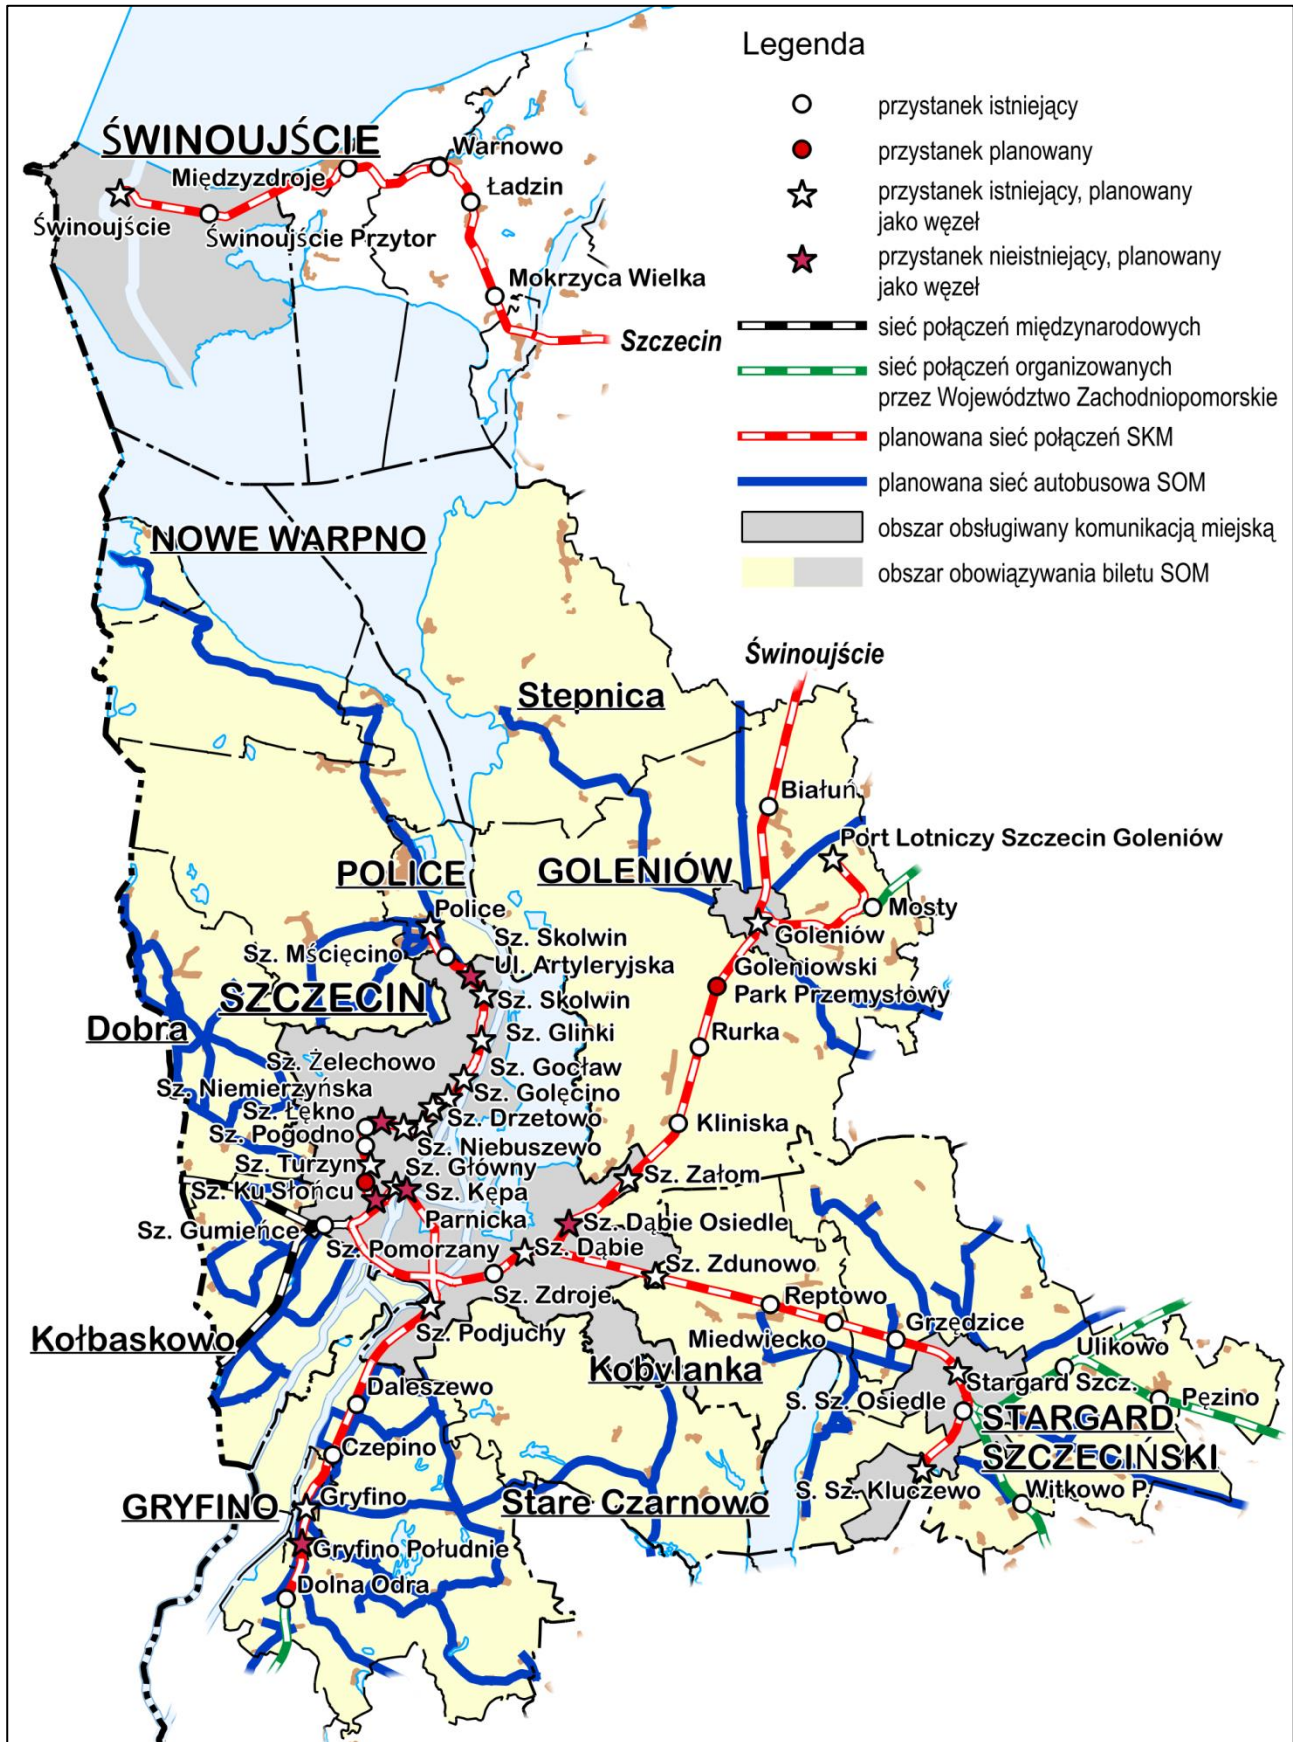 Legenda
przystanek istniejący
przystanek planowany
przystanek istniejący, planowany
jako węzeł
przystanek nieistniejący, planowany
jako węzeł
sieć połączeń międzynarodowych
sieć połączeń organizowanych
przez Województwo Zachodniopomorskie
planowana sieć połączeń SKM
planowana sieć autobusowa SOM
obszar obsługiwany komunikacją miejską
obszar obowiązywania biletu SOM
ŚWINOUJŚCIE
Warnowo
Międzyzdroje
Ładzin
Świnoujście
Świnoujście Przytor
Mokrzyca Wielka
Szczecin
NOWE WARPNO
Świnoujście
Stepnica
Białuń
Port Lotniczy Szczecin Goleniów
POLICE
GOLENIÓW
Police
Mosty
Sz. Skolwin
Ul. Artyleryjska
Goleniów
Sz. Mścięcino
Goleniowski
Park Przemysłowy
SZCZECIN
Sz. Skolwin
Dobra
Sz. Glinki
Rurka
Sz. Żelechowo
Sz. Gocław
Sz. Niemierzyńska
Sz. Golęcino
Sz. Łękno
Sz. Drzetowo
Kliniska
Sz. Pogodno
Sz. Niebuszewo
Sz. Turzyn
Sz. Główny
Sz. Załom
Sz. Ku Słońcu
Sz. Kępa
Parnicka
Sz. Gumieńce
Sz. Dąbie Osiedle
Sz. Pomorzany
Sz. Dąbie
Sz. Zdunowo
Sz. Zdroje
Reptowo
Sz. Podjuchy
Miedwiecko
Grzędzice
Kołbaskowo
Ulikowo
Kobylanka
Stargard Szcz.
Daleszewo
S. Sz. Osiedle
Pęzino
STARGARD
SZCZECIŃSKI
Czepino
S. Sz. Kluczewo
Witkowo P.
GRYFINO
Gryfino
Stare Czarnowo
Gryfino Południe
Dolna Odra